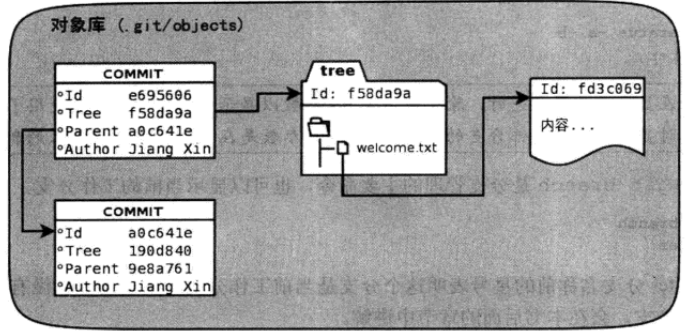 对象库 (.git/objects)
COMMIT
Id e695606
Tree f58da9a
Parent a0c641e
Author Jiang Xin
tree
Id: f58da9a
welcome.txt
Id: fd3c069
内容...
COMMIT
Id a0c641e
Tree 190d840
Parent 9e8a761
Author Jiang Xin